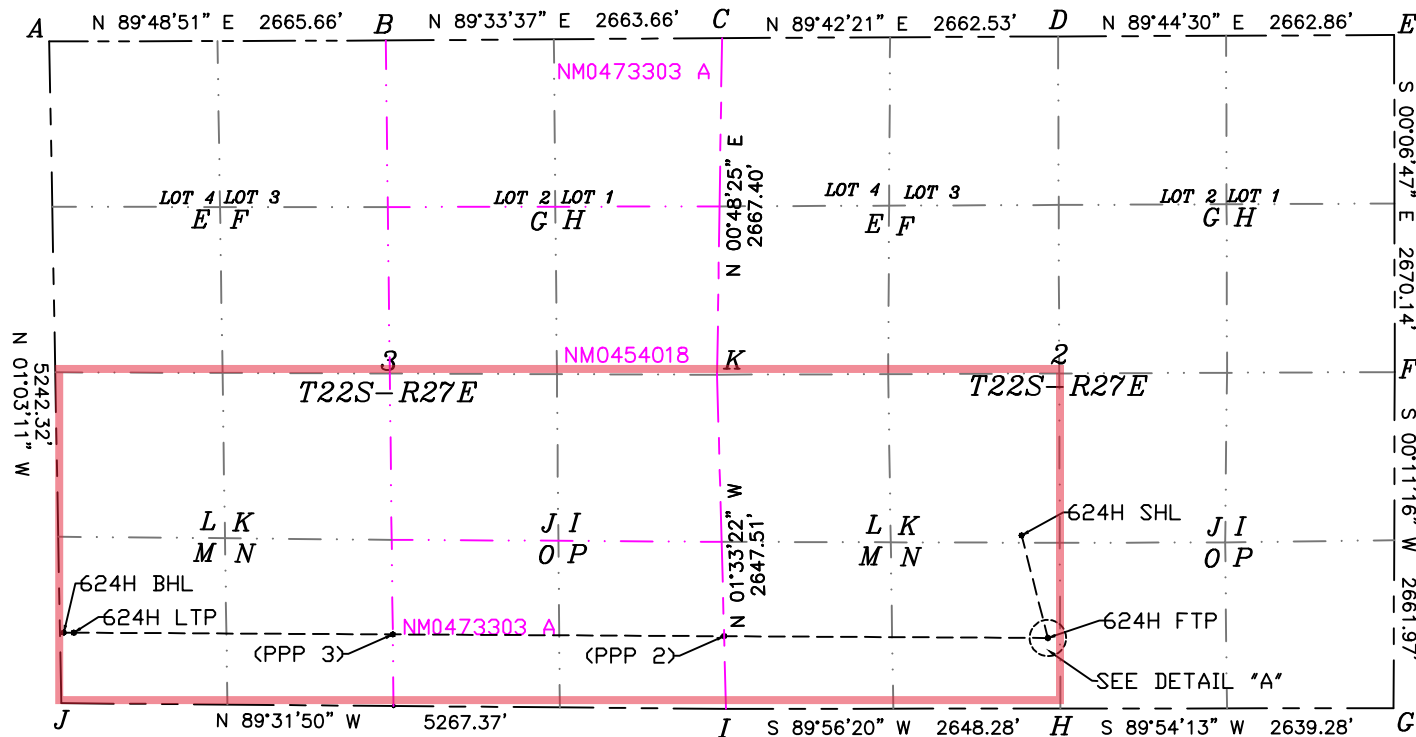 A N 89°48'51" E 2665.66' B N 89°33'37" E 2663.66' C N 89°42'21" E 2662.53' D N 89°44'30" E 2662.86' E
NM0473303 A
S 00°06'47" E 2670.14'
N 00°48'25" E
2667.40'
LOT 4 LOT 3 LOT 2 LOT 1 LOT 4 LOT 3 LOT 2 LOT 1
E F G H E F G H
N 01°03'11" W
5242.32'
3 NM0454018 K 2 F
T22S-R27E T22S-R27E
S 00°11'16" W 2661.97'
N 01°33'22" W
2647.51'
624H SHL
L K J I L K J I
M N O P M N O P
624H BHL
624H LTP
NM0473303 A
624H FTP
(PPP 3) (PPP 2)
SEE DETAIL "A"
J N 89°31'50" W 5267.37' I S 89°56'20" W 2648.28' H S 89°54'13" W 2639.28' G